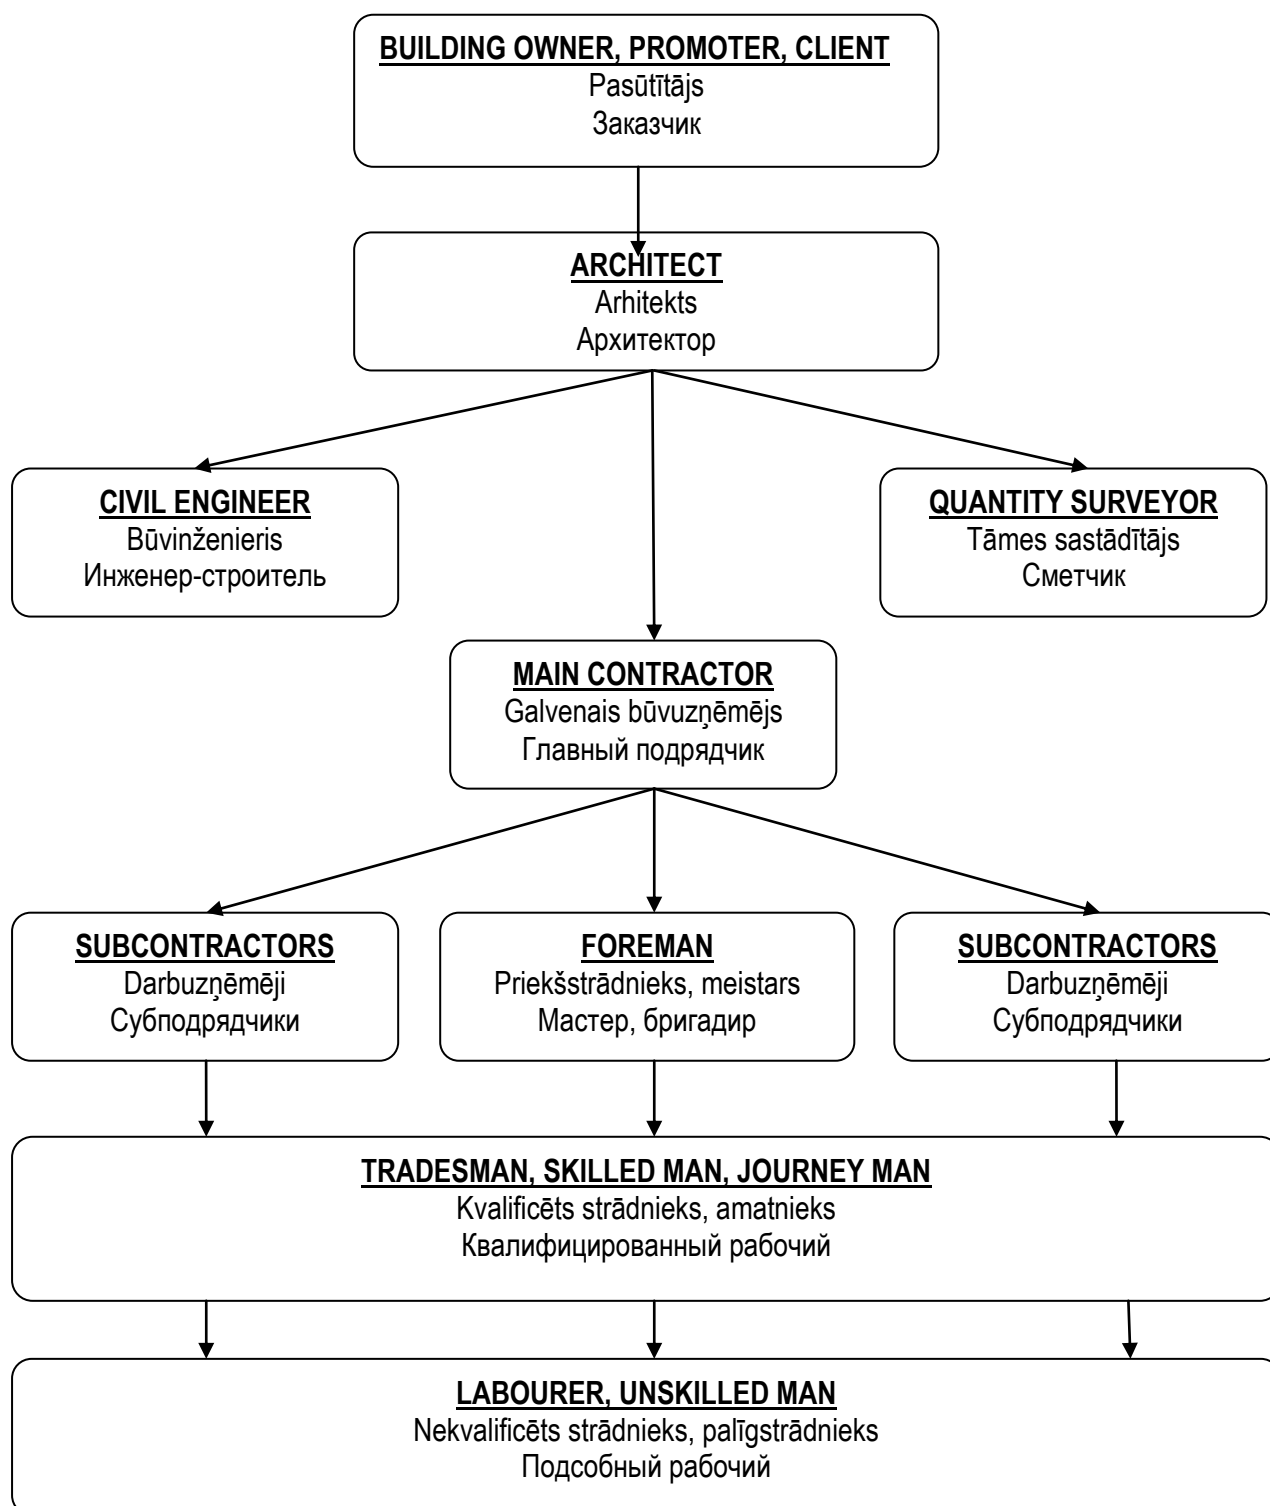 BUILDING OWNER, PROMOTER, CLIENT
Pasūtītājs
Заказчик
ARCHITECT
Arhitekts
Архитектор
CIVIL ENGINEER
Būvinženieris
Инженер-строитель
QUANTITY SURVEYOR
Tāmes sastādītājs
Сметчик
MAIN CONTRACTOR
Galvenais būvuzņēmējs
Главный подрядчик
SUBCONTRACTORS
Darbuzņēmēji
Субподрядчики
FOREMAN
Priekšstrādnieks, meistars
Мастер, бригадир
SUBCONTRACTORS
Darbuzņēmēji
Субподрядчики
TRADESMAN, SKILLED MAN, JOURNEY MAN
Kvalificēts strādnieks, amatnieks
Квалифицированный рабочий
LABOURER, UNSKILLED MAN
Nekvalificēts strādnieks, palīgstrādnieks
Подсобный рабочий